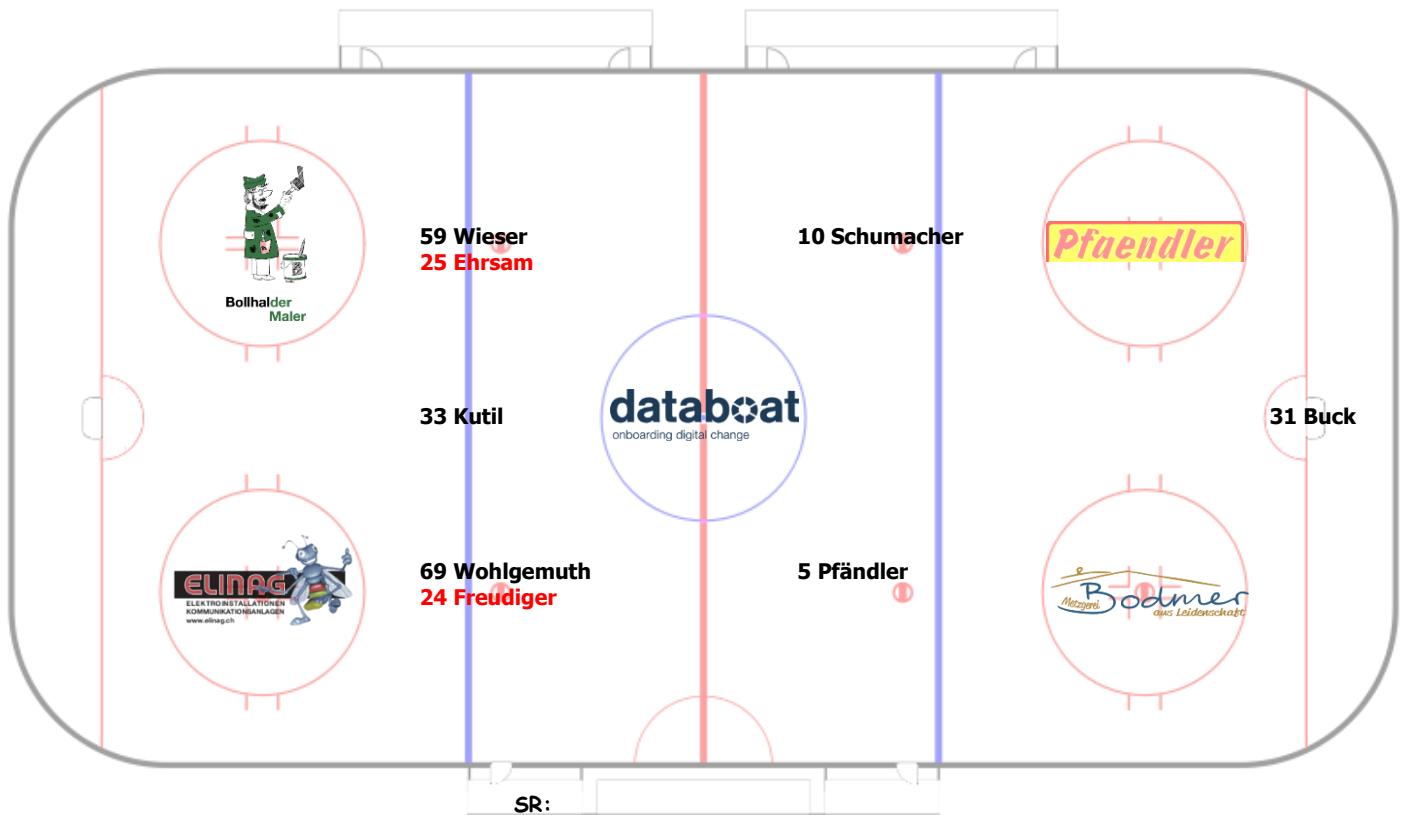 59 Wieser
25 Ehrsam
10 Schumacher
Pfaendler
Bollhalder
Maler
33 Kutil
databoat
onboarding digital change
31 Buck
69 Wohlgemuth
24 Freudiger
5 Pfändler
ELINAG
ELEKTROINSTALLATIONEN
KOMMUNIKATIONSANLAGEN
www.elinag.ch
Metzgerei Bodmer
aus Leidenschaft
SR: